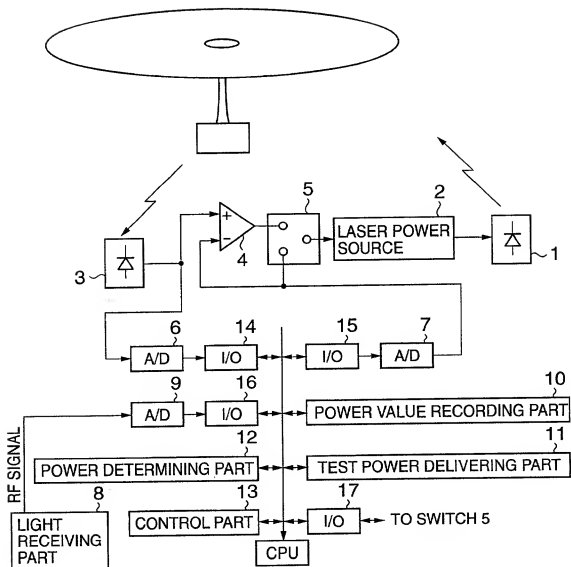 5
2
+
−
4
LASER POWER
SOURCE
3
1
6
14
15
7
A/D
I/O
I/O
A/D
9
16
10
A/D
I/O
POWER VALUE RECORDING PART
12
11
POWER DETERMINING PART
TEST POWER DELIVERING PART
RF SIGNAL
8
13
17
LIGHT
RECEIVING
PART
CONTROL PART
I/O
TO SWITCH 5
CPU